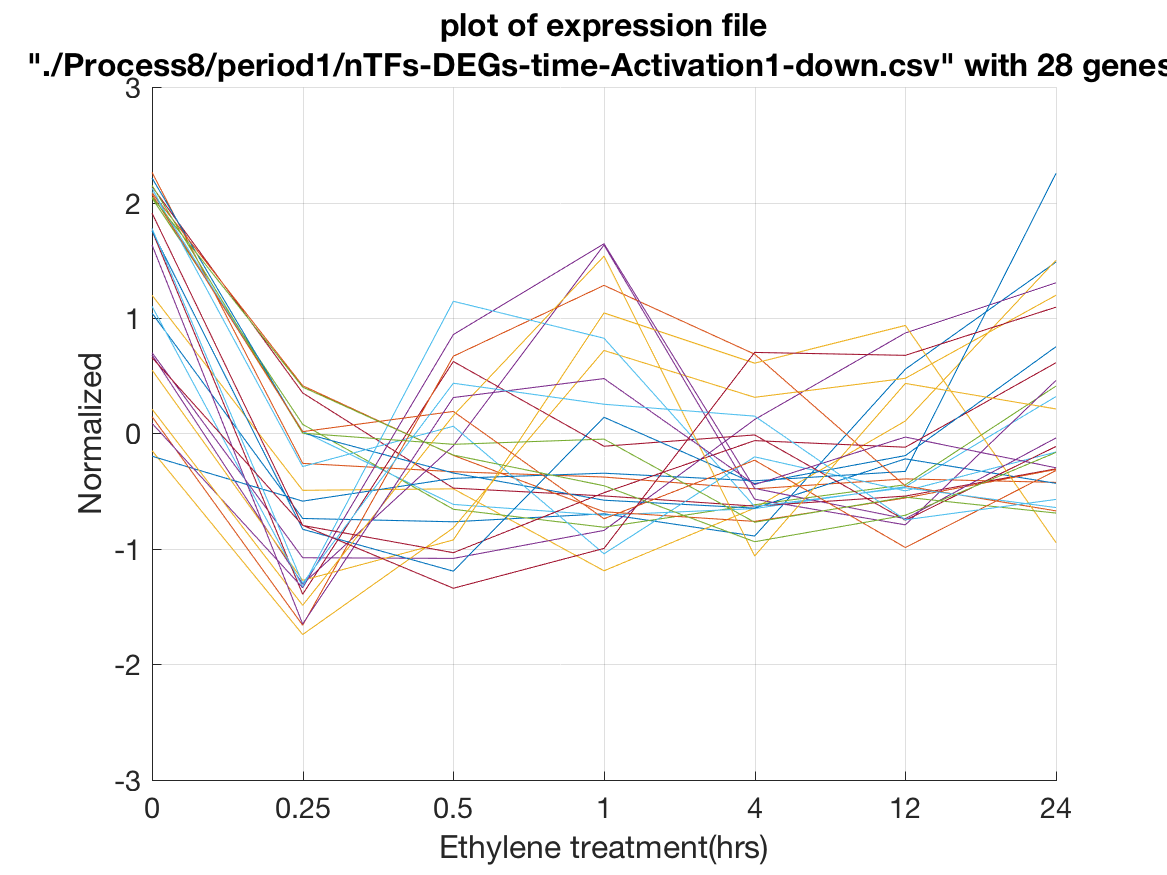 plot of expression file
"./Process8/period1/nTFs-DEGs-time-Activation1-down.csv" with 28 genes
3
2
1
0
-1
-2
-3
Normalized
0 0.25 0.5 1 4 12 24
Ethylene treatment(hrs)